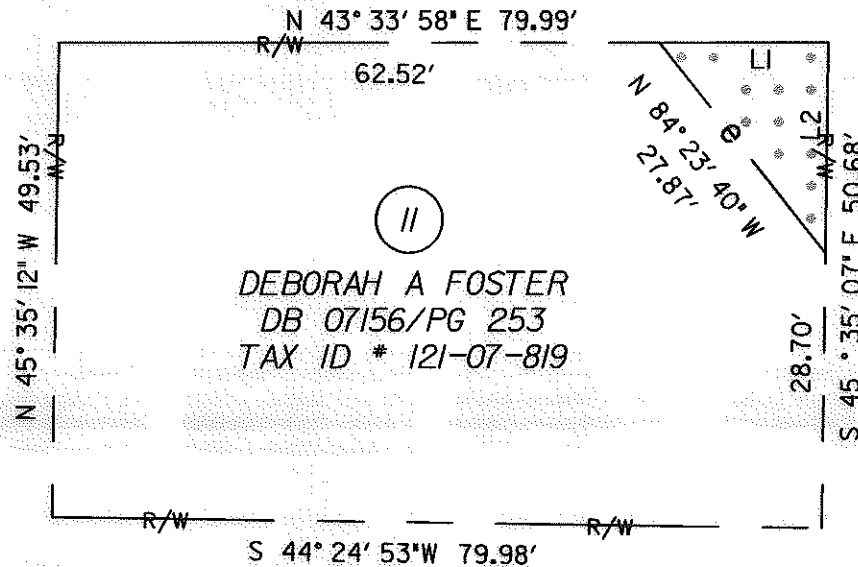 N 43° 33' 58" E 79.99'
R/W
62.52'
L1
N 84° 23' 40" W
27.87'
e
L2
R/W
S 45° 35' 07" E 50.68'
28.70'
N 45° 35' 12" W 49.53'
R/W
11
DEBORAH A FOSTER
DB 07156/PG 253
TAX ID # 121-07-819
R/W
R/W
S 44° 24' 53"W 79.98'